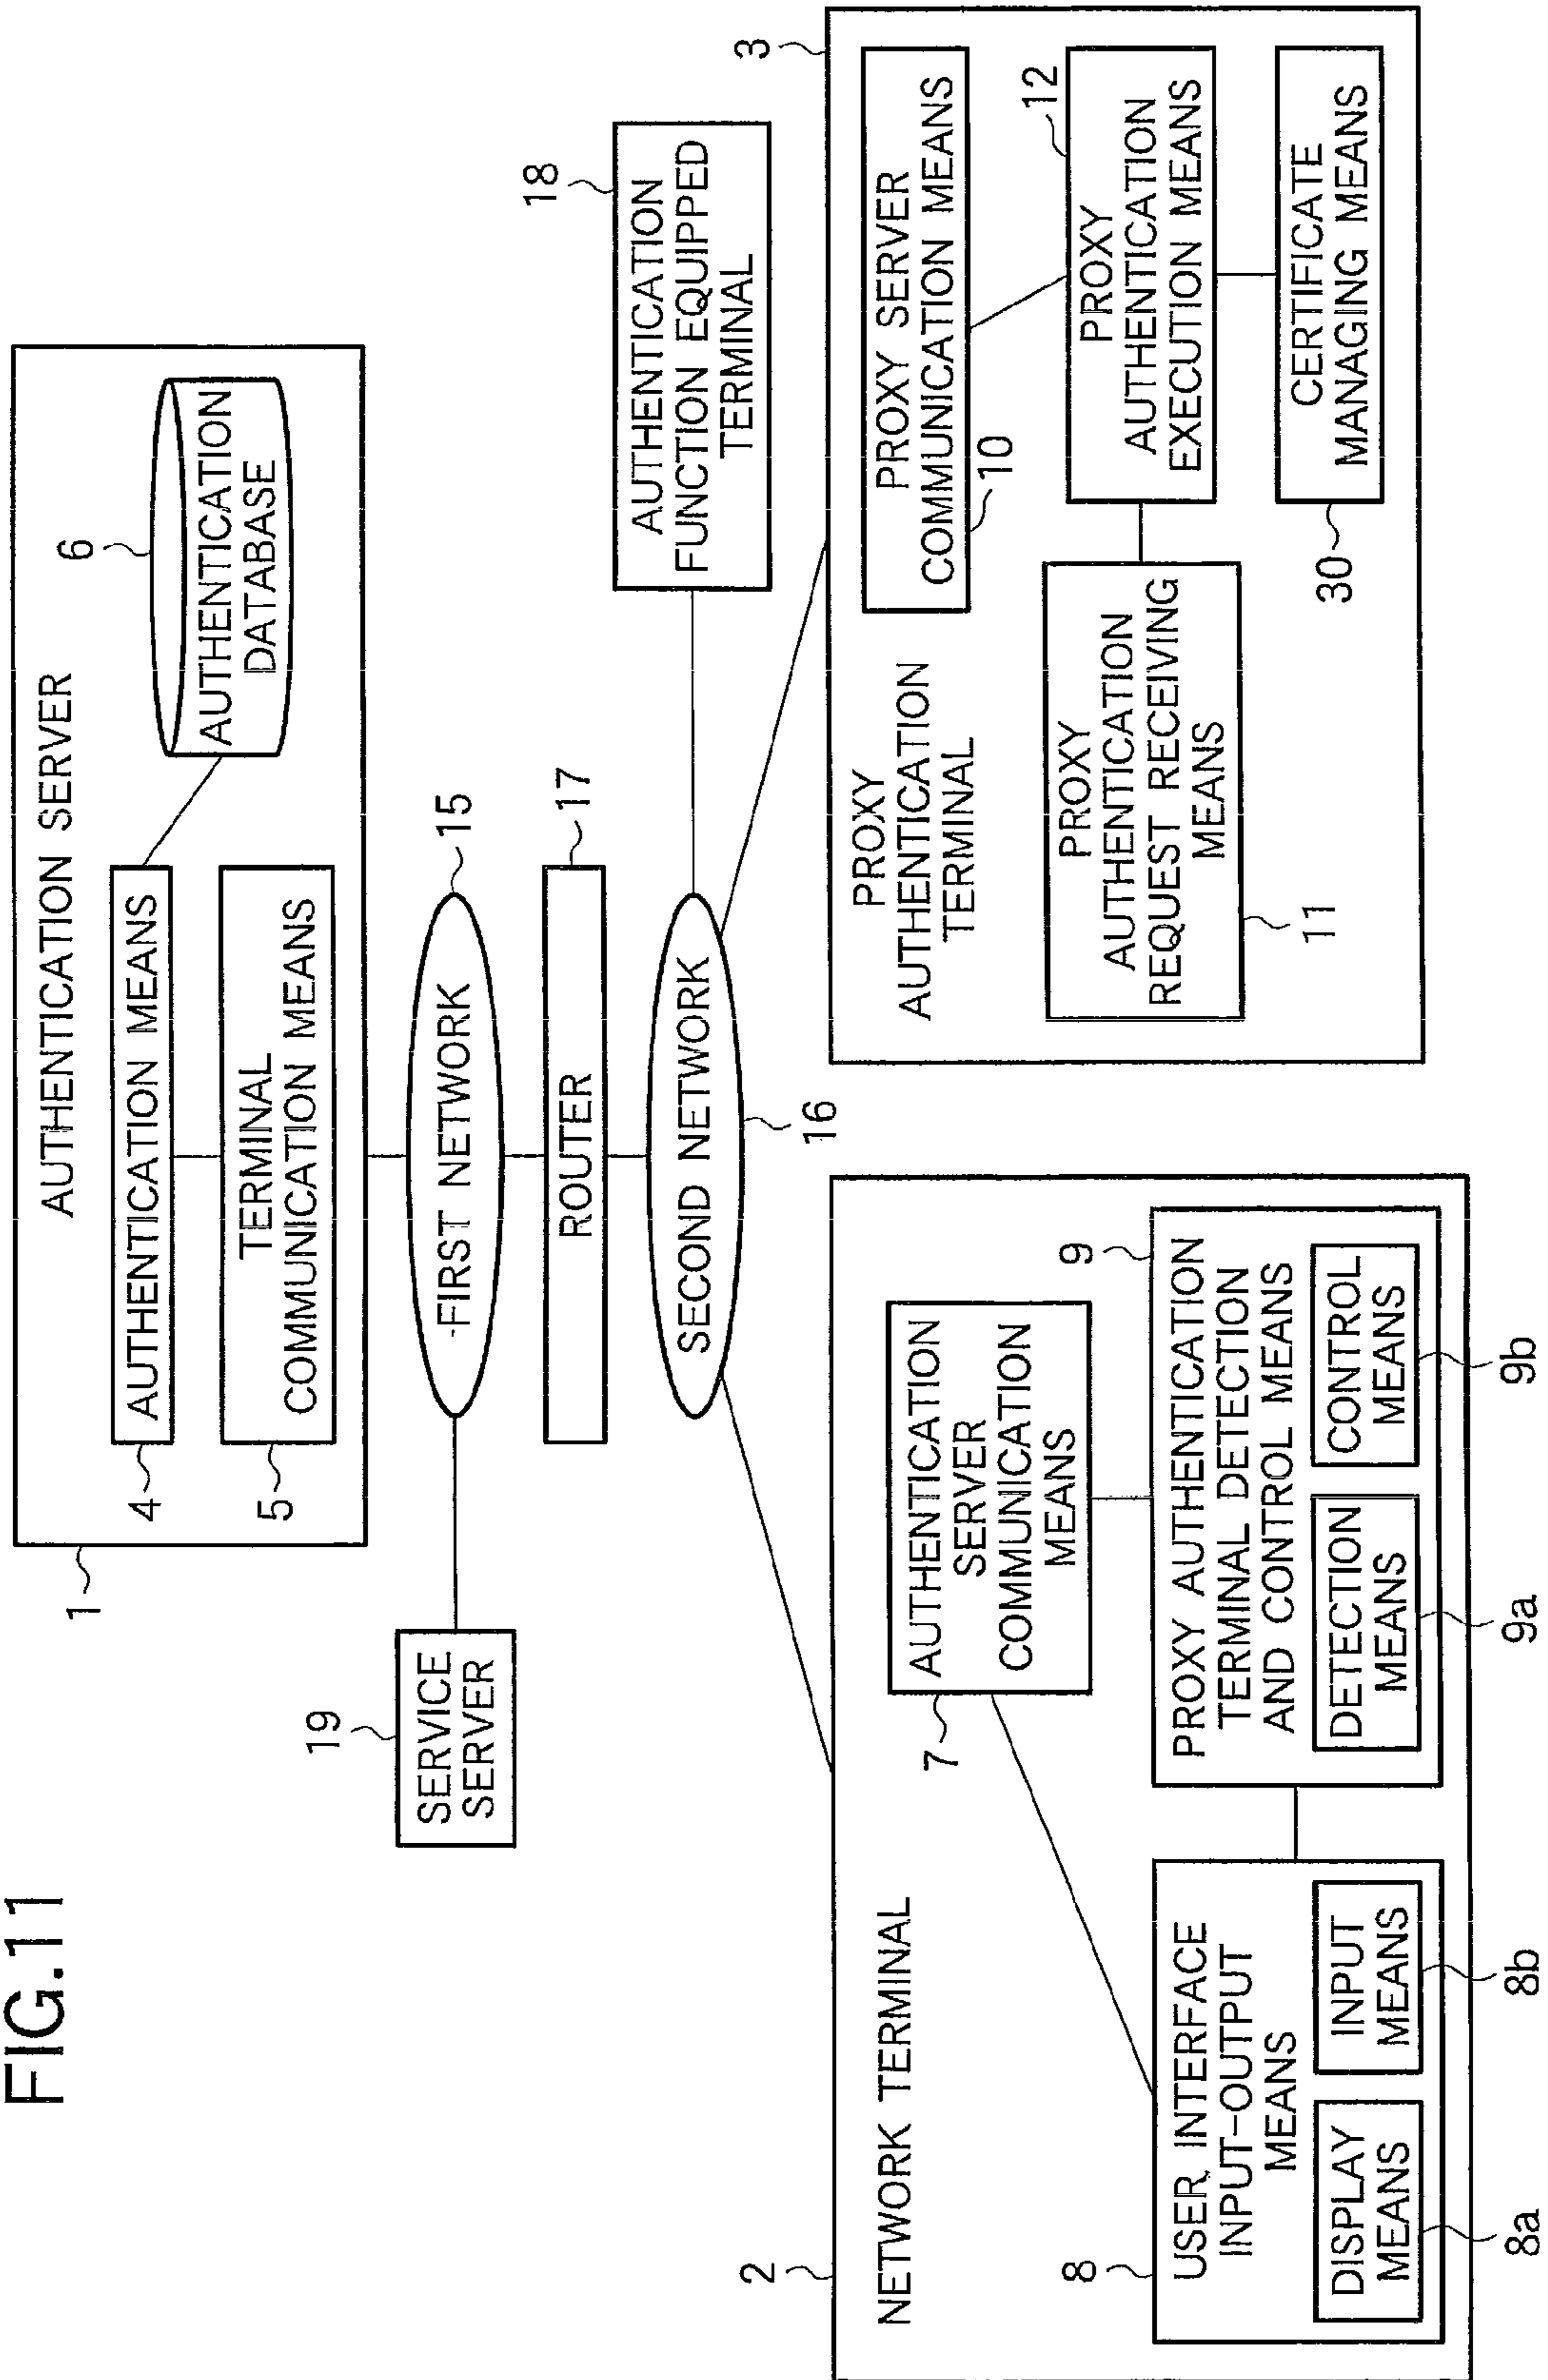 FIG.11
1
AUTHENTICATION SERVER
4
AUTHENTICATION MEANS
6
AUTHENTICATION
DATABASE
5
TERMINAL
COMMUNICATION MEANS
19
SERVICE
SERVER
FIRST NETWORK
15
ROUTER
17
SECOND NETWORK
16
18
AUTHENTICATION
FUNCTION EQUIPPED
TERMINAL
2
NETWORK TERMINAL
7
AUTHENTICATION
SERVER
COMMUNICATION
MEANS
8
USER INTERFACE
INPUT-OUTPUT
MEANS
DISPLAY
MEANS
8a
INPUT
MEANS
8b
9
PROXY AUTHENTICATION
TERMINAL DETECTION
AND CONTROL MEANS
DETECTION
MEANS
9a
CONTROL
MEANS
9b
3
PROXY
AUTHENTICATION
TERMINAL
PROXY SERVER
COMMUNICATION MEANS
10
PROXY
AUTHENTICATION
REQUEST RECEIVING
MEANS
11
12
PROXY
AUTHENTICATION
EXECUTION MEANS
CERTIFICATE
MANAGING MEANS
30